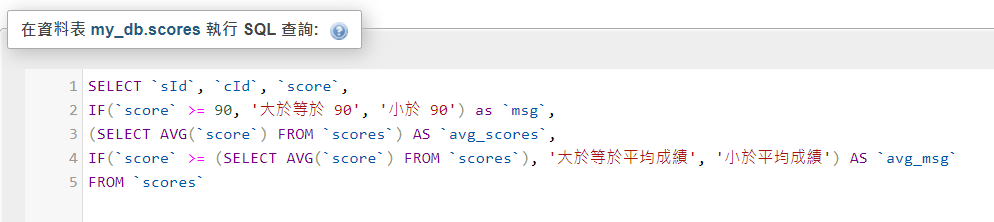 在資料表 my_db.scores 執行 SQL 查詢:
1 SELECT `sId`, `cId`, `score`,
2 IF(`score` >= 90, '大於等於 90', '小於 90') as `msg`,
3 (SELECT AVG(`score`) FROM `scores`) AS `avg_scores`,
4 IF(`score` >= (SELECT AVG(`score`) FROM `scores`), '大於等於平均成績', '小於平均成績') AS `avg_msg`
5 FROM `scores`